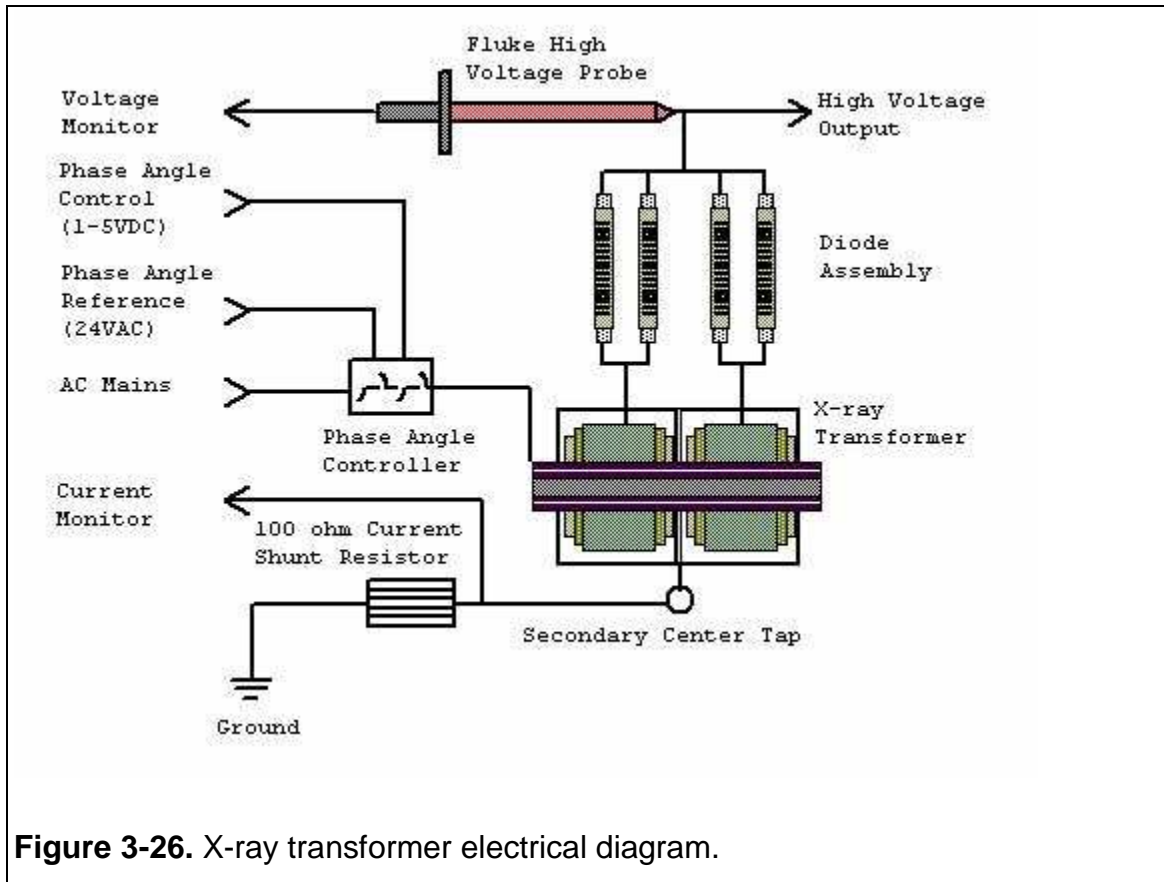 Fluke High
Voltage Probe
Voltage
Monitor
High Voltage
Output
Phase Angle
Control
(1-5VDC)
Diode
Assembly
Phase Angle
Reference
(24VAC)
AC Mains
X-ray
Transformer
Phase Angle
Controller
Current
Monitor
100 ohm Current
Shunt Resistor
Secondary Center Tap
Ground
Figure 3-26. X-ray transformer electrical diagram.